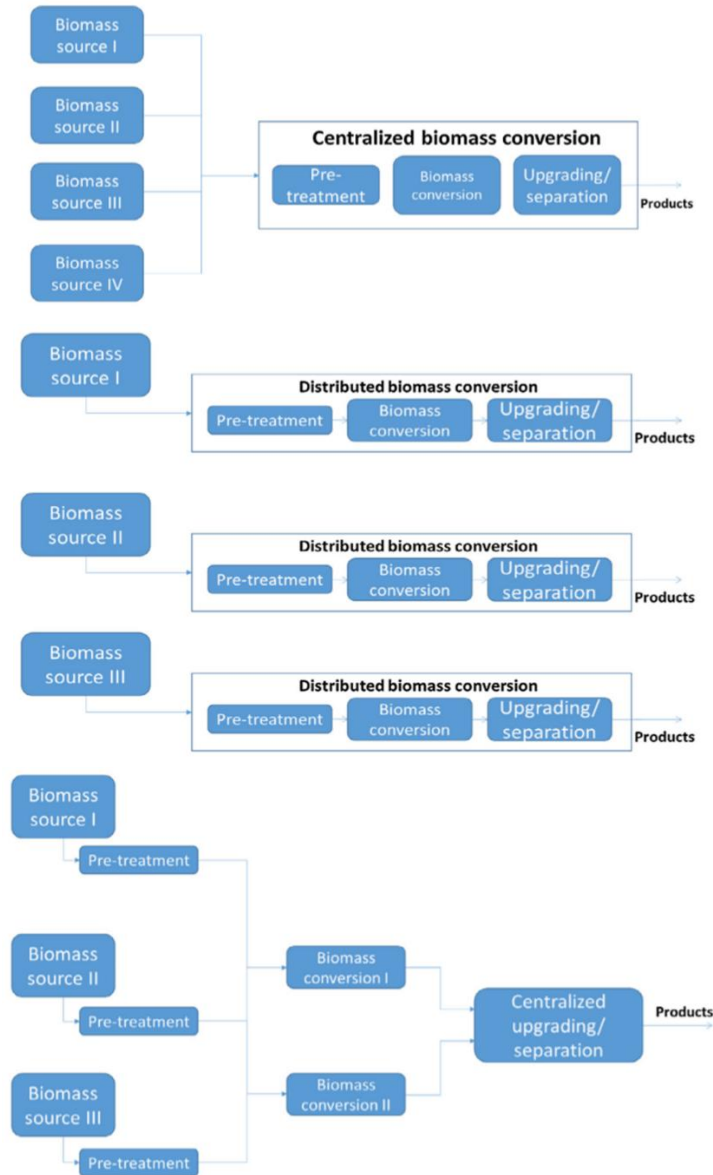 Biomass
source I
Biomass
source II
Biomass
source III
Biomass
source IV
Centralized biomass conversion
Pre-
treatment
Biomass
conversion
Upgrading/
separation
Products
Biomass
source I
Distributed biomass conversion
Pre-treatment
Biomass
conversion
Upgrading/
separation
Products
Biomass
source II
Distributed biomass conversion
Pre-treatment
Biomass
conversion
Upgrading/
separation
Products
Biomass
source III
Distributed biomass conversion
Pre-treatment
Biomass
conversion
Upgrading/
separation
Products
Biomass
source I
Pre-treatment
Biomass
source II
Pre-treatment
Biomass
source III
Pre-treatment
Biomass
conversion I
Biomass
conversion II
Centralized
upgrading/
separation
Products